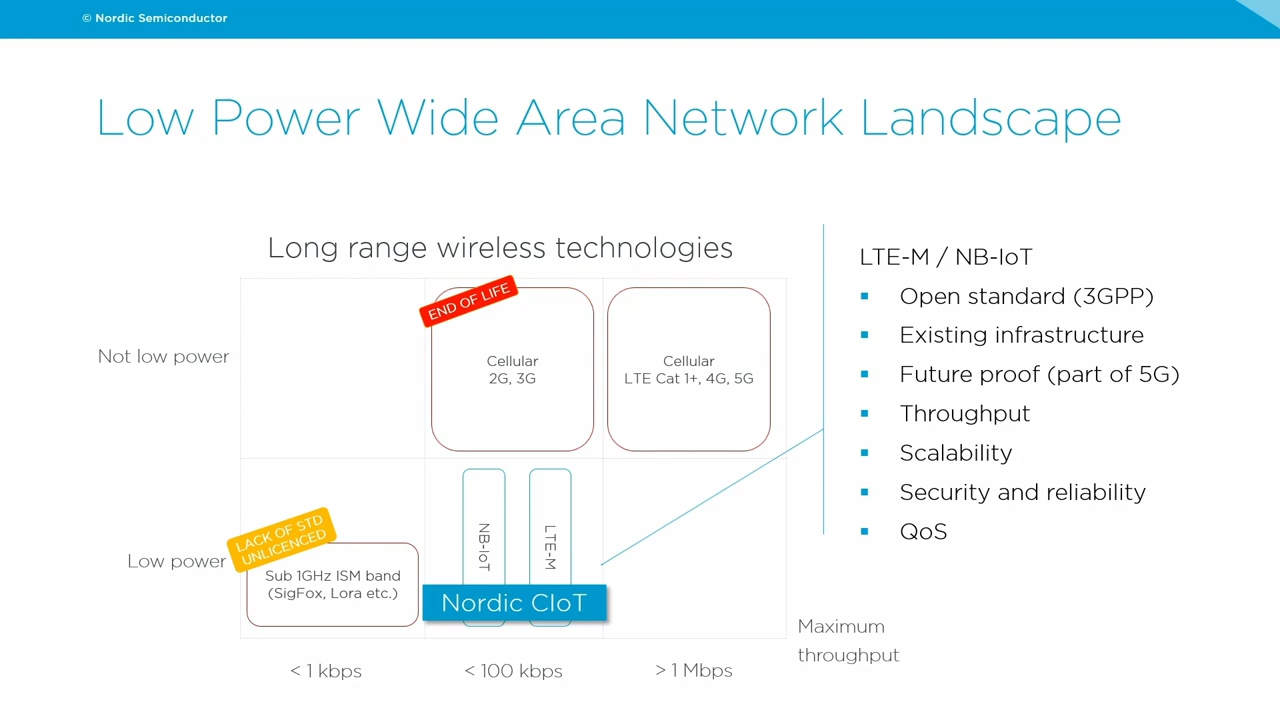 © Nordic Semiconductor
Low Power Wide Area Network Landscape
Long range wireless technologies
END OF LIFE
Not low power
Cellular
2G, 3G
Cellular
LTE Cat 1+, 4G, 5G
LACK OF STD
UNLICENCED
Low power
Sub 1GHz ISM band
(SigFox, Lora etc.)
NB-IoT
LTE-M
Nordic CIoT
< 1 kbps
< 100 kbps
> 1 Mbps
Maximum
throughput
LTE-M / NB-IoT
▪ Open standard (3GPP)
▪ Existing infrastructure
▪ Future proof (part of 5G)
▪ Throughput
▪ Scalability
▪ Security and reliability
▪ QoS